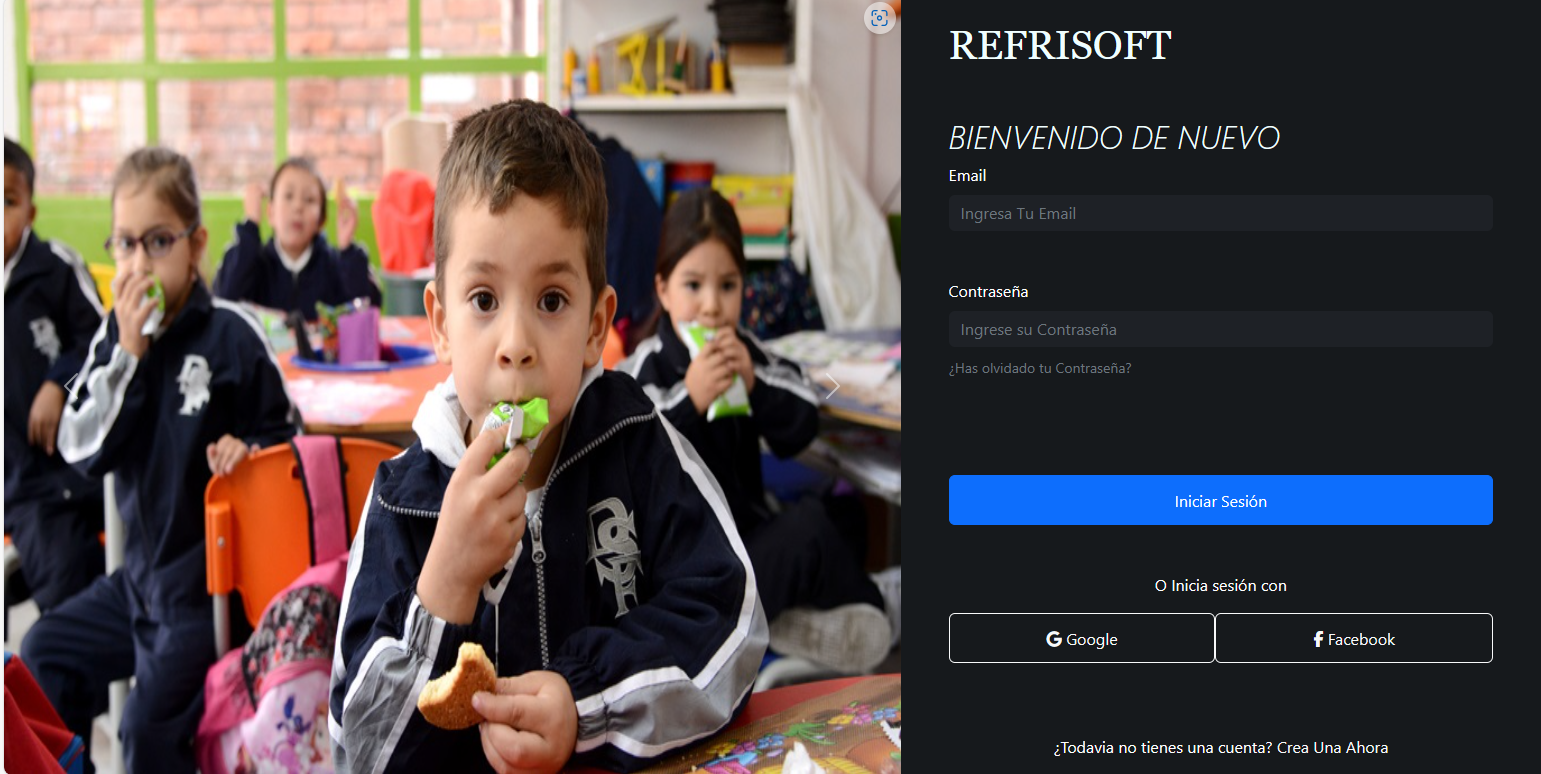 REFRISOFT
BIENVENIDO DE NUEVO
Email
Ingresa Tu Email
Contraseña
Ingrese su Contraseña
¿Has olvidado tu Contraseña?
Iniciar Sesión
O Inicia sesión con
Google Facebook
¿Todavia no tienes una cuenta? Crea Una Ahora